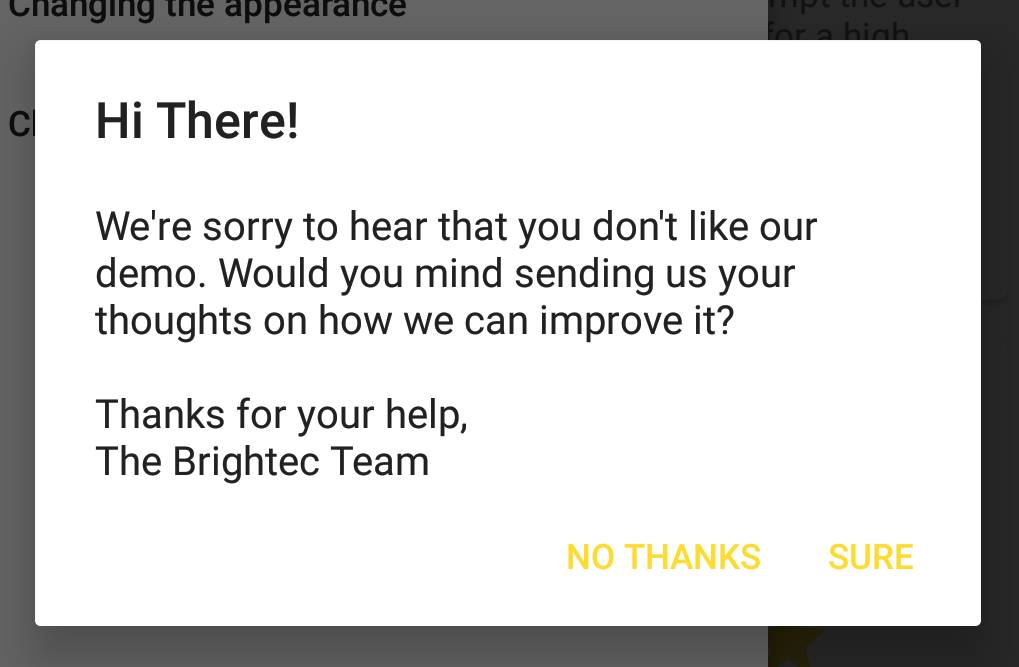 Changing the appearance
for a high
Hi There!
We're sorry to hear that you don't like our
demo. Would you mind sending us your
thoughts on how we can improve it?
Thanks for your help,
The Brightec Team
NO THANKS
SURE